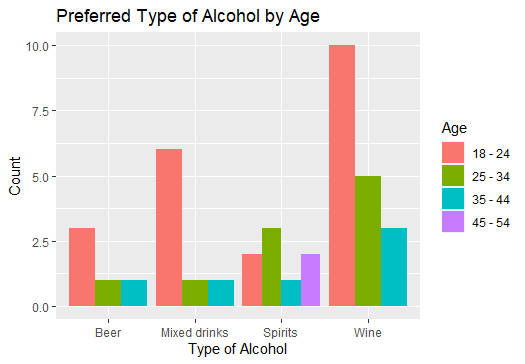 Preferred Type of Alcohol by Age
10.0
7.5
5.0
2.5
0.0
Count
Beer
Mixed drinks
Spirits
Wine
Type of Alcohol
Age
18 - 24
25 - 34
35 - 44
45 - 54